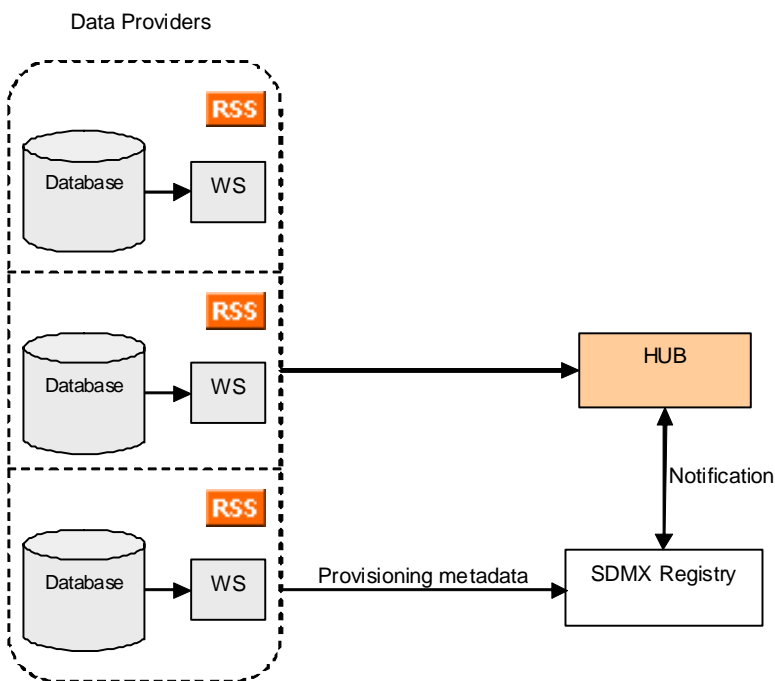 Data Providers
RSS
Database
WS
RSS
Database
WS
HUB
Notification
RSS
Database
WS
Provisioning metadata
SDMX Registry